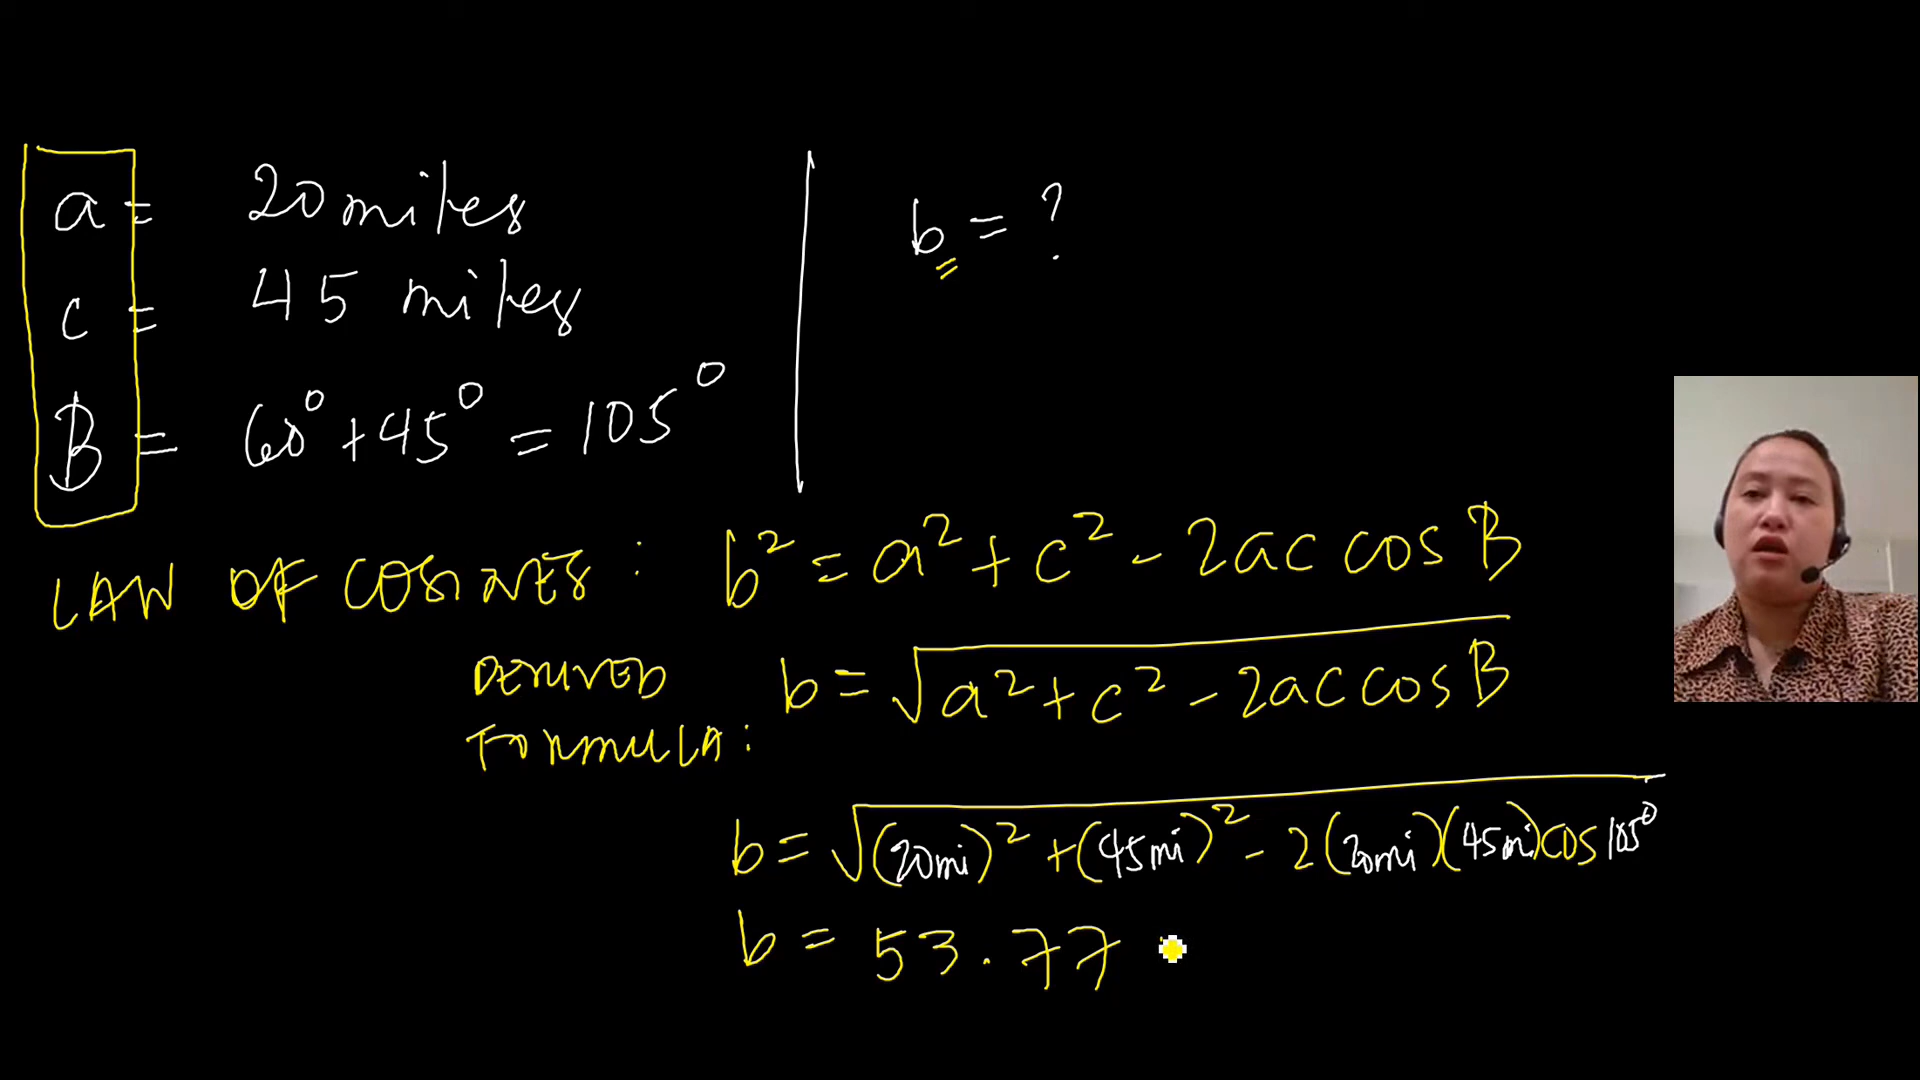 a = 20 miles
c = 45 miles
B = 60° + 45° = 105°
b = ?
LAW OF COSINES : b² = a² + c² - 2ac cos B
DERIVED FORMULA : b = √a² + c² - 2ac cos B
b = √(20mi)² + (45mi)² - 2(20mi)(45mi)cos 105°
b = 53.77